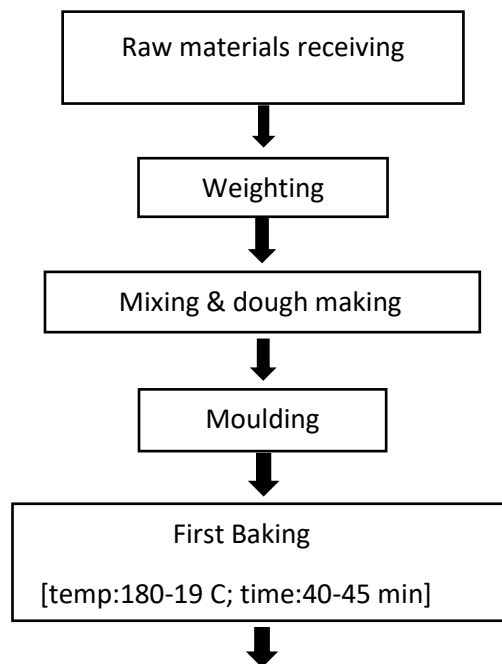 Raw materials receiving
Weighting
Mixing & dough making
Moulding
First Baking
[temp:180-19 C; time:40-45 min]